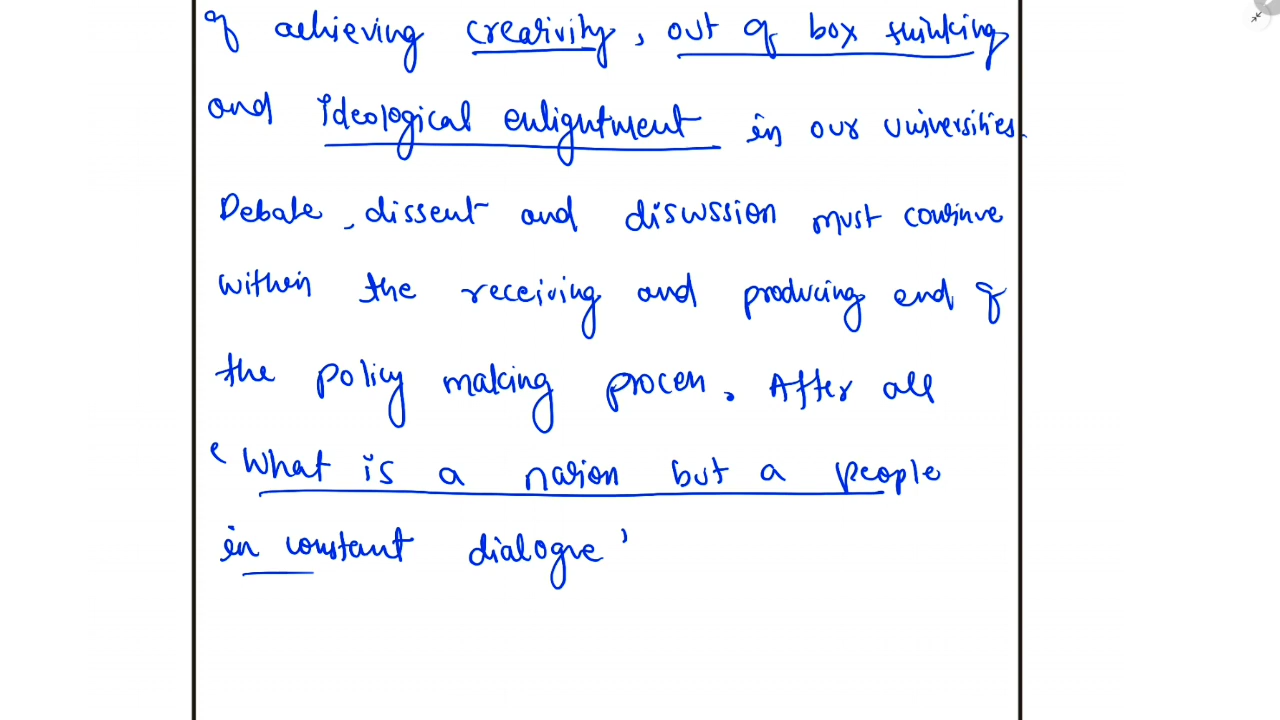 of achieving creativity, out of box thinking
and Ideological enlightment in our universities.
Debate, dissent and discussion must continue
within the receiving and producing end of
the policy making process. After all
‘What is a nation but a people
in constant dialogue’